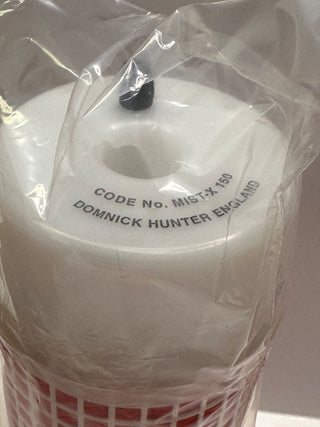 CODE No. MIST-X 150
DOMNICK HUNTER ENGLAND